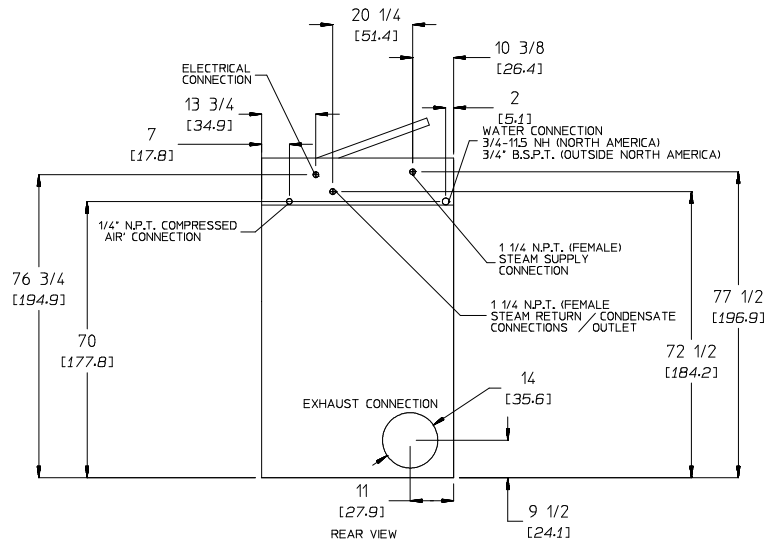 20 1/4
[51.4]
10 3/8
[26.4]
ELECTRICAL
CONNECTION
13 3/4
[34.9]
2
[5.1]
7
[17.8]
WATER CONNECTION
3/4-11.5 NH (NORTH AMERICA)
3/4" B.S.P.T. (OUTSIDE NORTH AMERICA)
1/4" N.P.T. COMPRESSED
AIR' CONNECTION
1 1/4 N.P.T. (FEMALE)
STEAM SUPPLY
CONNECTION
76 3/4
[194.9]
77 1/2
[196.9]
1 1/4 N.P.T. (FEMALE
STEAM RETURN / CONDENSATE
CONNECTIONS / OUTLET
70
[177.8]
72 1/2
[184.2]
14
[35.6]
EXHAUST CONNECTION
11
[27.9]
9 1/2
[24.1]
REAR VIEW